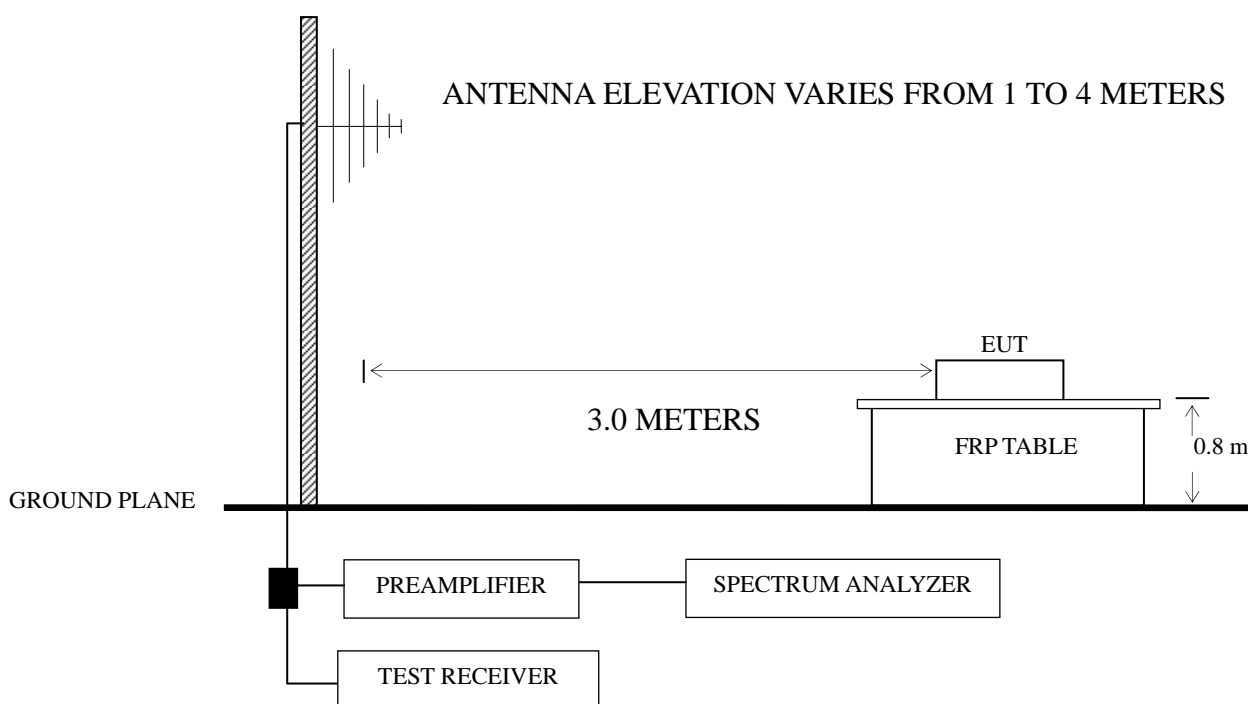 ANTENNA ELEVATION VARIES FROM 1 TO 4 METERS
EUT
3.0 METERS
FRP TABLE
0.8 m
GROUND PLANE
PREAMPLIFIER
SPECTRUM ANALYZER
TEST RECEIVER